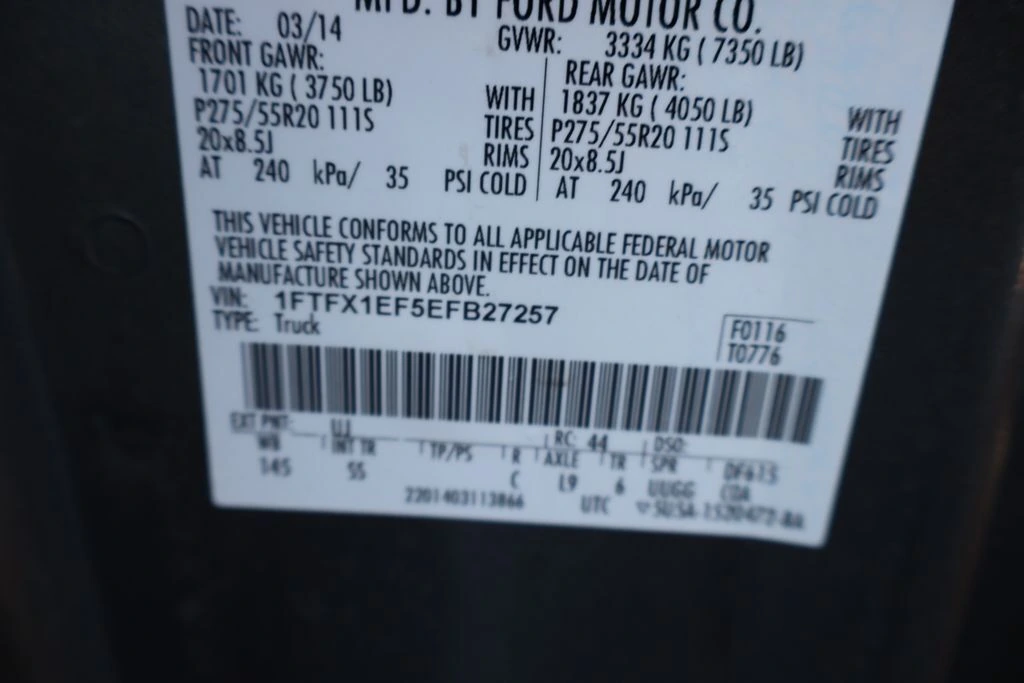 MFD. BY FORD MOTOR CO.
DATE: 03/14 GVWR: 3334 KG ( 7350 LB)
FRONT GAWR: REAR GAWR:
1701 KG ( 3750 LB) WITH 1837 KG ( 4050 LB) WITH
P275/55R20 111S TIRES P275/55R20 111S TIRES
20x8.5J RIMS 20x8.5J RIMS
AT 240 kPa/ 35 PSI COLD AT 240 kPa/ 35 PSI COLD
THIS VEHICLE CONFORMS TO ALL APPLICABLE FEDERAL MOTOR
VEHICLE SAFETY STANDARDS IN EFFECT ON THE DATE OF
MANUFACTURE SHOWN ABOVE.
VIN: 1FTFX1EF5EFB27257
TYPE: Truck
F0116
T0776
EXT PNT: UJ RC: 44 DSO:
WB INT TR TP/PS R AXLE TR SPR DF615
145 SS C L9 6 UUGG
2201403113866 UTC